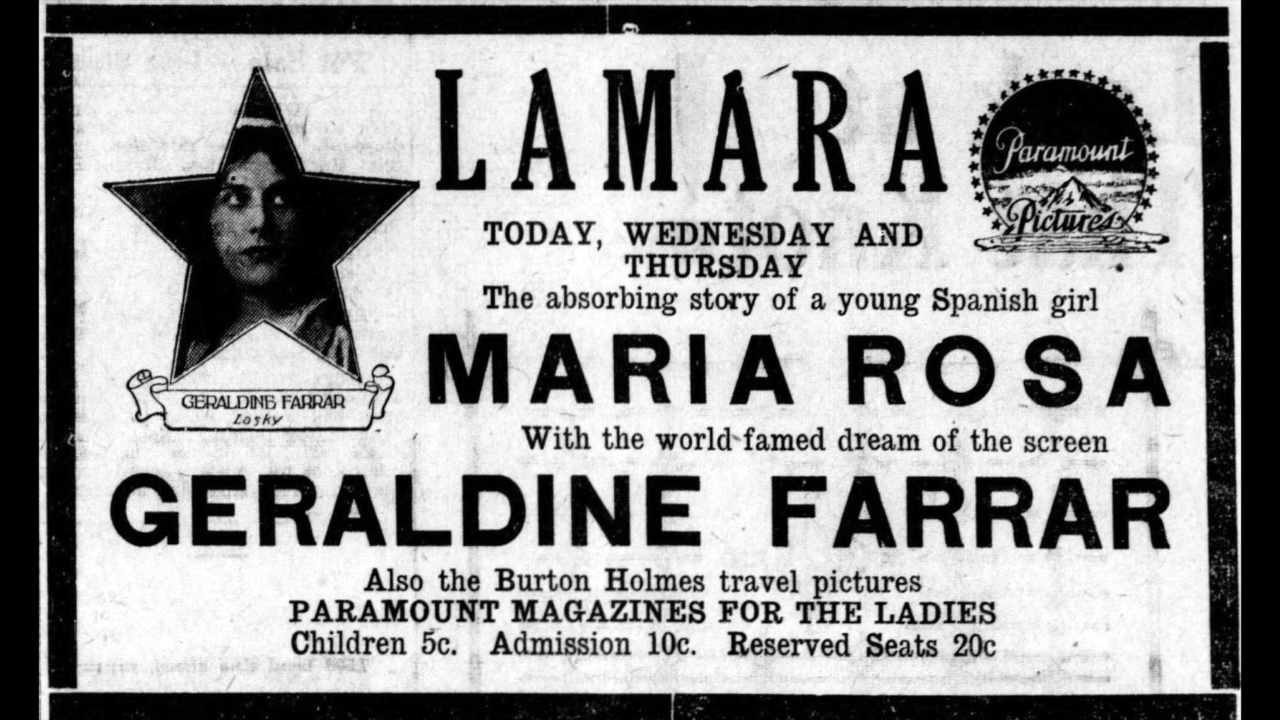 LAMARA
Paramount
Pictures
TODAY, WEDNESDAY AND
THURSDAY
The absorbing story of a young Spanish girl
MARIA ROSA
GERALDINE FARRAR
Lasky
With the world famed dream of the screen
GERALDINE FARRAR
Also the Burton Holmes travel pictures
PARAMOUNT MAGAZINES FOR THE LADIES
Children 5c. Admission 10c. Reserved Seats 20c